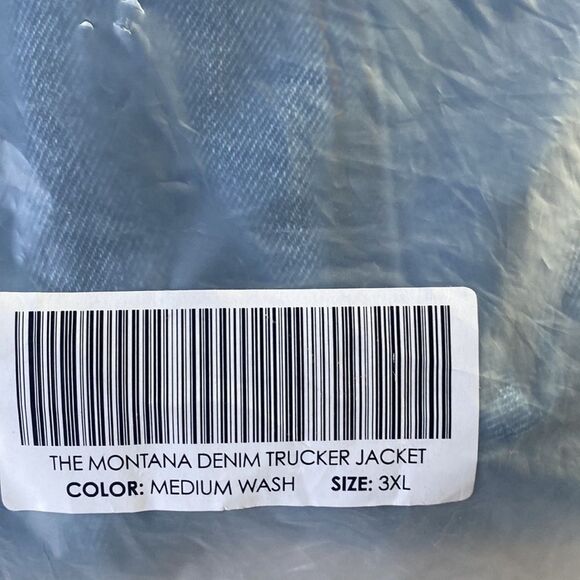 THE MONTANA DENIM TRUCKER JACKET
COLOR: MEDIUM WASH SIZE: 3XL